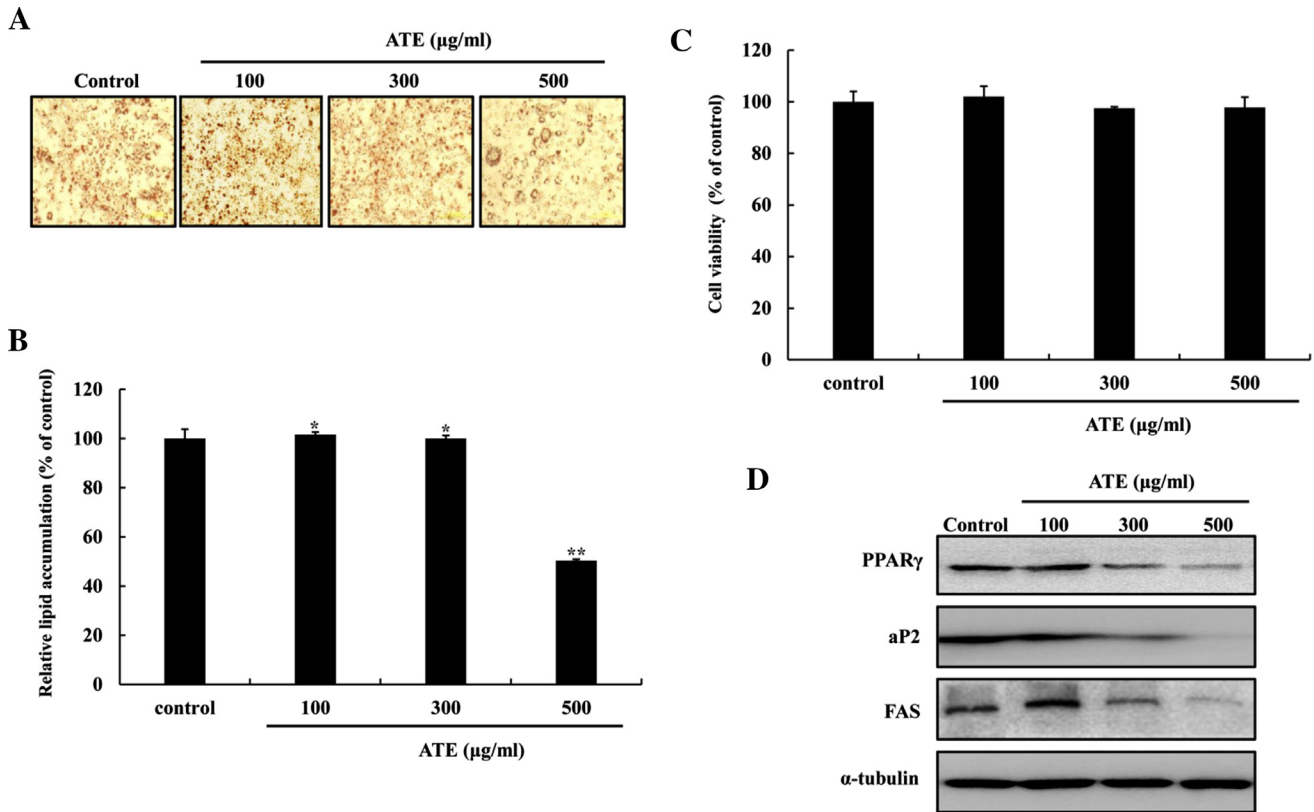 A
ATE (μg/ml)
Control 100 300 500
B
Relative lipid accumulation (% of control)
120
100
80
60
40
20
0
* * **
control 100 300 500
ATE (μg/ml)
C
Cell viability (% of control)
120
100
80
60
40
20
0
control 100 300 500
ATE (μg/ml)
D
ATE (μg/ml)
Control 100 300 500
PPARγ
aP2
FAS
α-tubulin